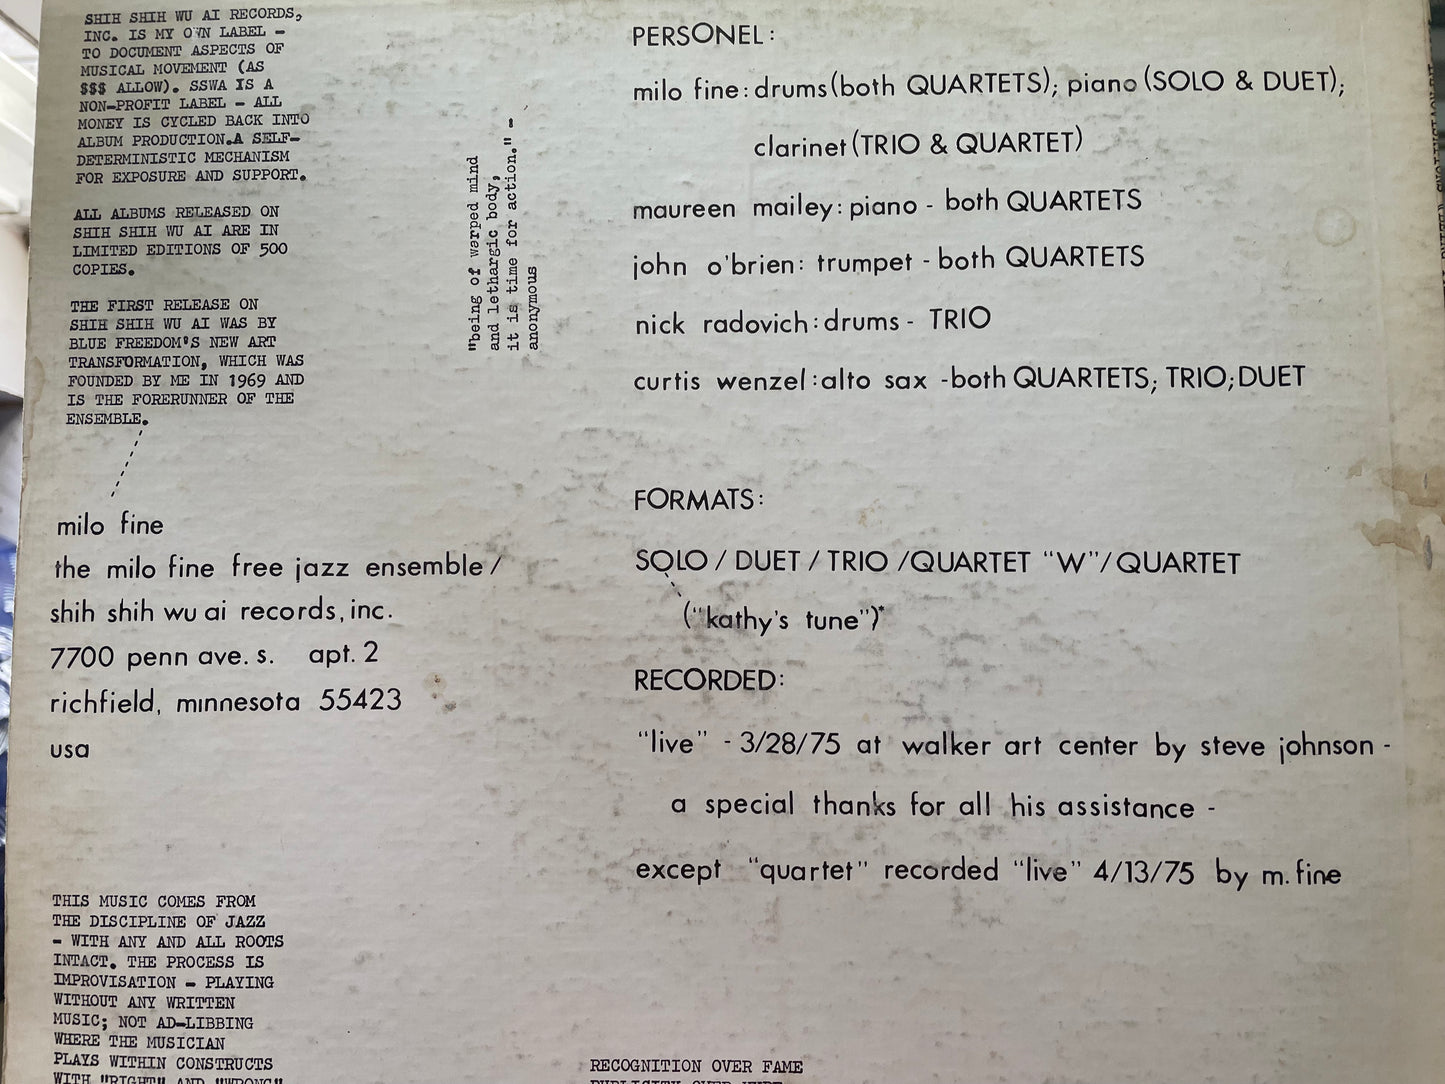 SHIH SHIH WU AI RECORDS,
INC. IS MY OWN LABEL -
TO DOCUMENT ASPECTS OF
MUSICAL MOVEMENT (AS
$$$ ALLOW). SSWA IS A
NON-PROFIT LABEL - ALL
MONEY IS CYCLED BACK INTO
ALBUM PRODUCTION.A SELF-
DETERMINISTIC MECHANISM
FOR EXPOSURE AND SUPPORT.
ALL ALBUMS RELEASED ON
SHIH SHIH WU AI ARE IN
LIMITED EDITIONS OF 500
COPIES.
THE FIRST RELEASE ON
SHIH SHIH WU AI WAS BY
BLUE FREEDOM'S NEW ART
TRANSFORMATION, WHICH WAS
FOUNDED BY ME IN 1969 AND
IS THE FORERUNNER OF THE
ENSEMBLE.
milo fine
the milo fine free jazz ensemble/
shih shih wu ai records, inc.
7700 penn ave. s. apt. 2
richfield, minnesota 55423
usa
THIS MUSIC COMES FROM
THE DISCIPLINE OF JAZZ
- WITH ANY AND ALL ROOTS
INTACT. THE PROCESS IS
IMPROVISATION - PLAYING
WITHOUT ANY WRITTEN
MUSIC; NOT AD-LIBBING
WHERE THE MUSICIAN
PLAYS WITHIN CONSTRUCTS
WITH "RIGHT" AND "WRONG"
"being of warped mind
and lethargic body,
it is time for action." -
anonymous
PERSONEL:
milo fine: drums (both QUARTETS); piano (SOLO & DUET);
clarinet (TRIO & QUARTET)
maureen mailey: piano - both QUARTETS
john o'brien: trumpet - both QUARTETS
nick radovich: drums - TRIO
curtis wenzel: alto sax - both QUARTETS; TRIO; DUET
FORMATS:
SOLO / DUET / TRIO / QUARTET "W" / QUARTET
("kathy's tune")*
RECORDED:
"live" - 3/28/75 at walker art center by steve johnson -
a special thanks for all his assistance -
except "quartet" recorded "live" 4/13/75 by m. fine
RECOGNITION OVER FAME